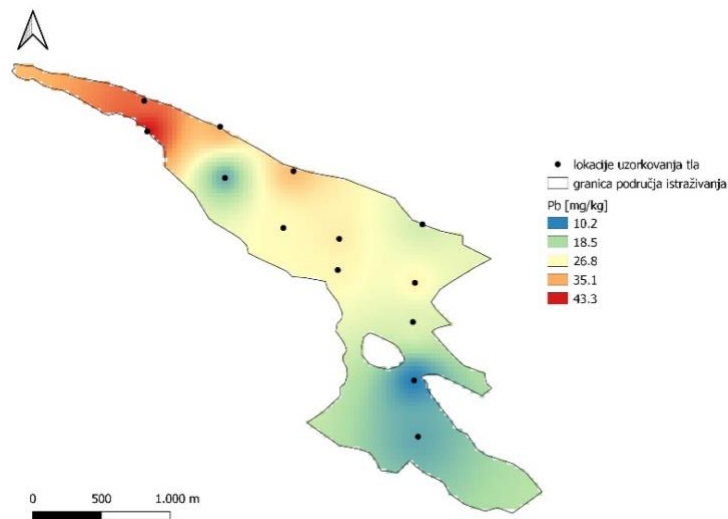 lokacije uzorkovanja tla
granica područja istraživanja
Pb [mg/kg]
10.2
18.5
26.8
35.1
43.3
0 500 1.000 m